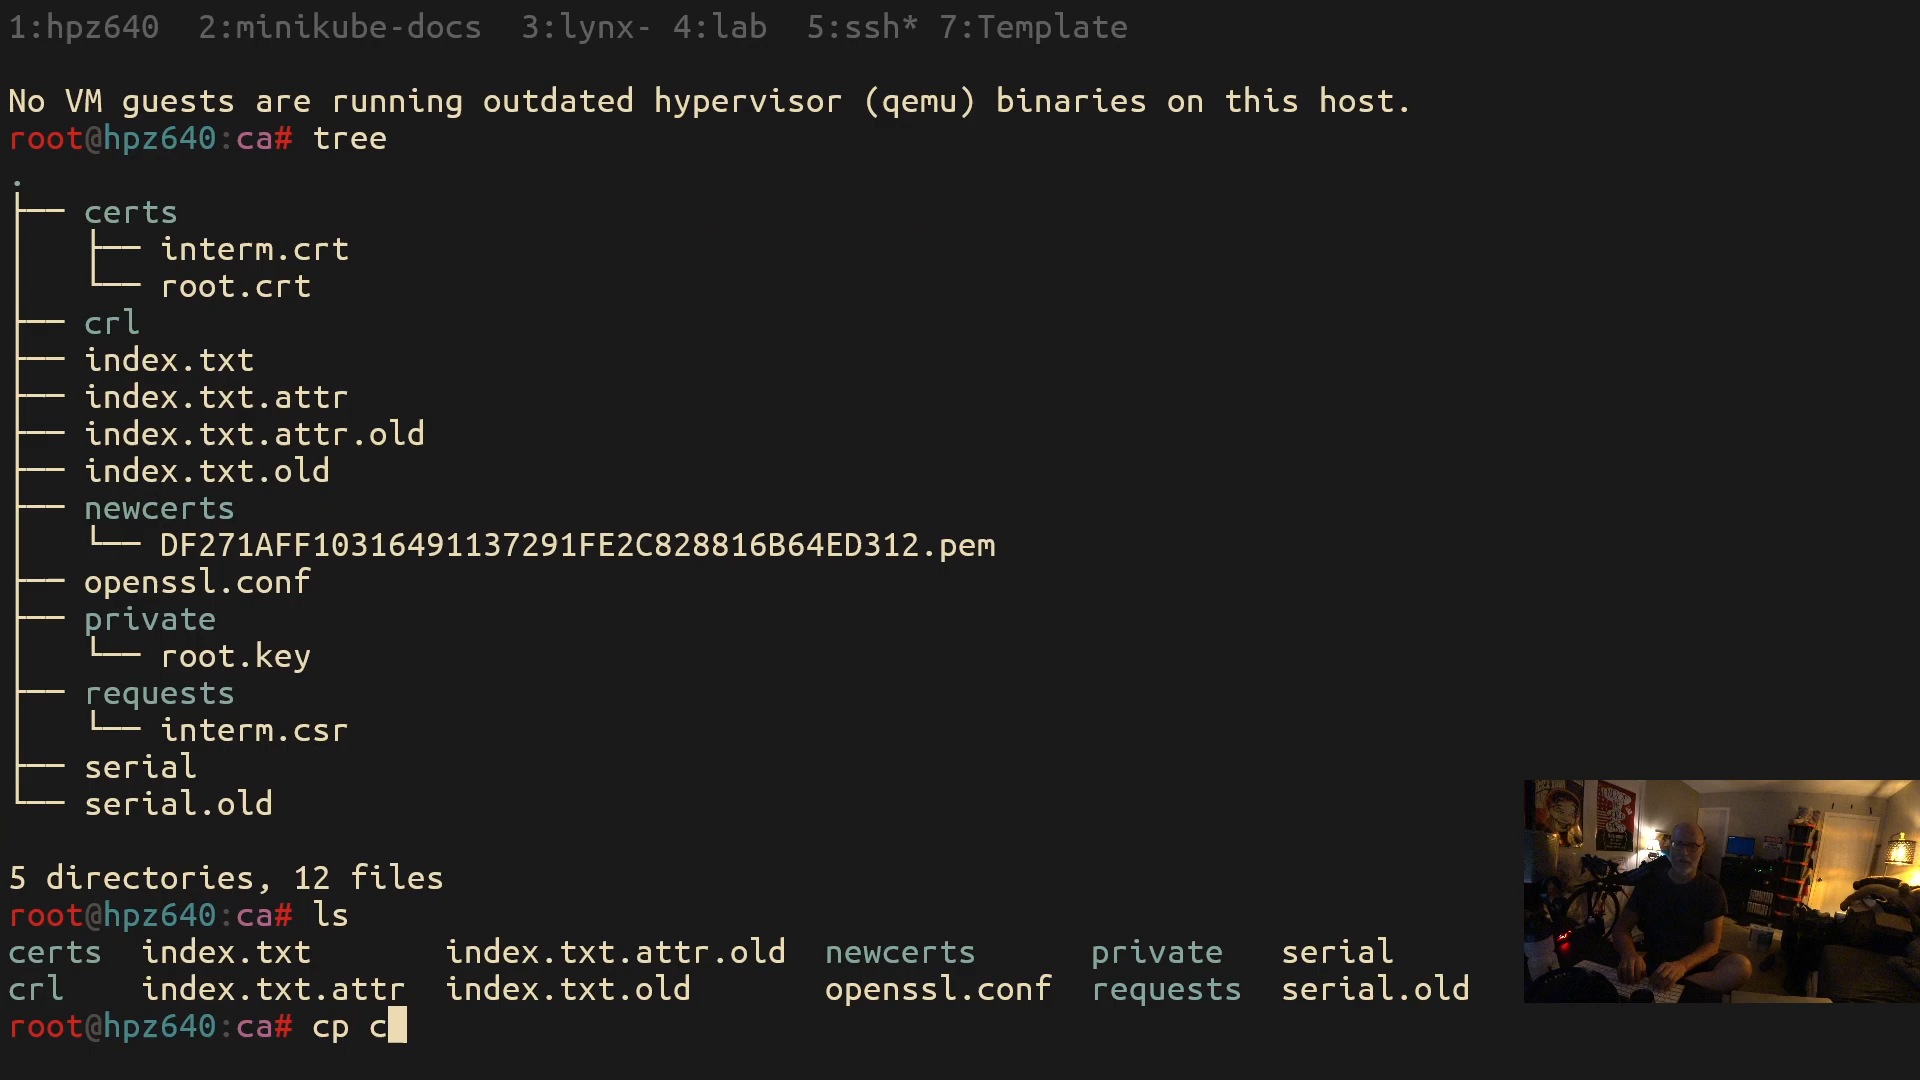 1:hpz640  2:minikube-docs  3:lynx- 4:lab  5:ssh* 7:Template
No VM guests are running outdated hypervisor (qemu) binaries on this host.
root@hpz640:ca# tree
.
├── certs
│   ├── interm.crt
│   └── root.crt
├── crl
├── index.txt
├── index.txt.attr
├── index.txt.attr.old
├── index.txt.old
├── newcerts
│   └── DF271AFF10316491137291FE2C828816B64ED312.pem
├── openssl.conf
├── private
│   └── root.key
├── requests
│   └── interm.csr
├── serial
└── serial.old
5 directories, 12 files
root@hpz640:ca# ls
certs  index.txt       index.txt.attr.old  newcerts      private   serial
crl    index.txt.attr  index.txt.old       openssl.conf  requests  serial.old
root@hpz640:ca# cp c